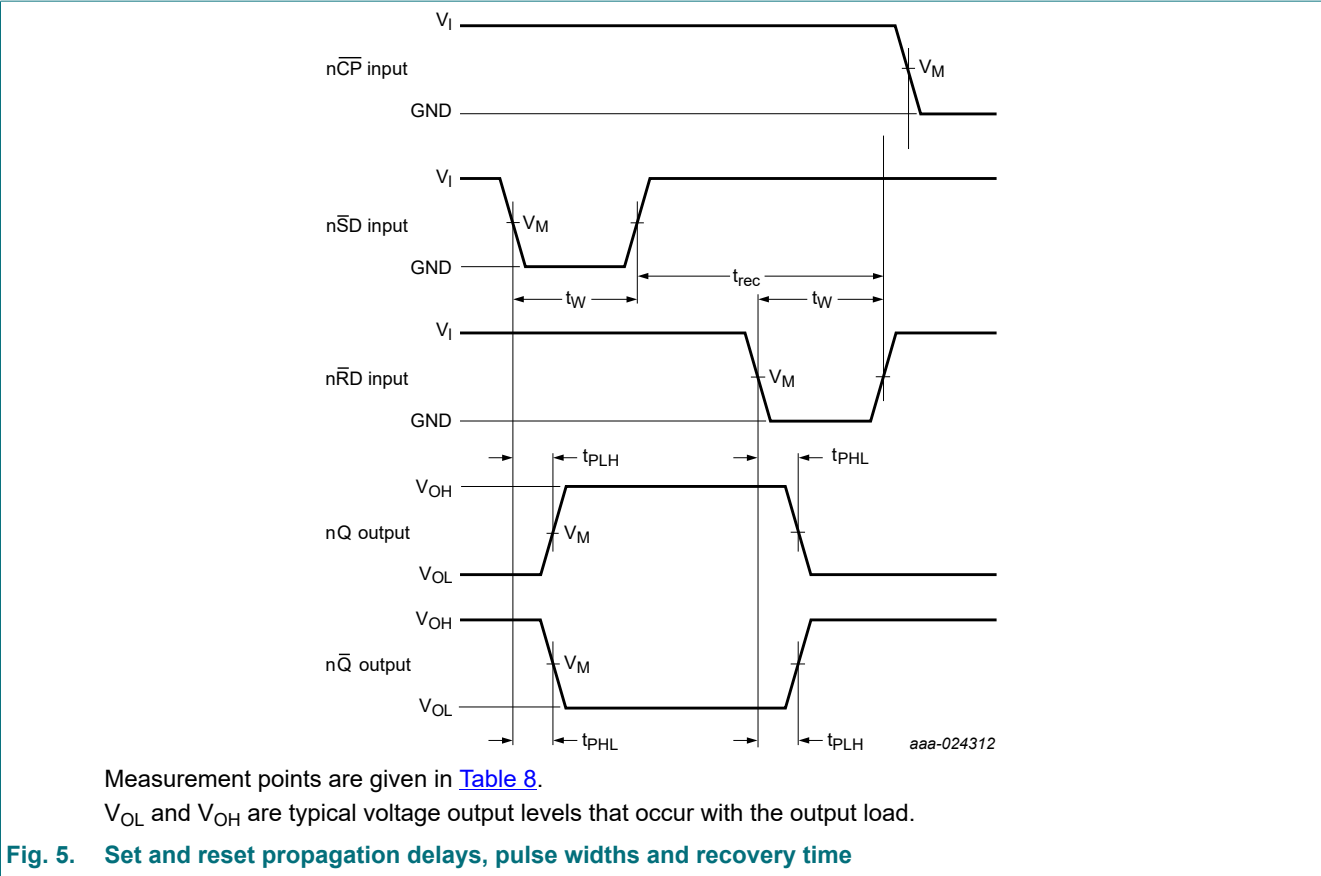 V_I
nC̅P̅ input
V_M
GND
V_I
nS̅D input
V_M
GND
t_rec
t_W
t_W
V_I
nR̅D input
V_M
GND
t_PLH
t_PHL
V_OH
nQ output
V_M
V_OL
V_OH
nQ̅ output
V_M
V_OL
t_PHL
t_PLH
aaa-024312
Measurement points are given in Table 8.
V_OL and V_OH are typical voltage output levels that occur with the output load.
Fig. 5. Set and reset propagation delays, pulse widths and recovery time